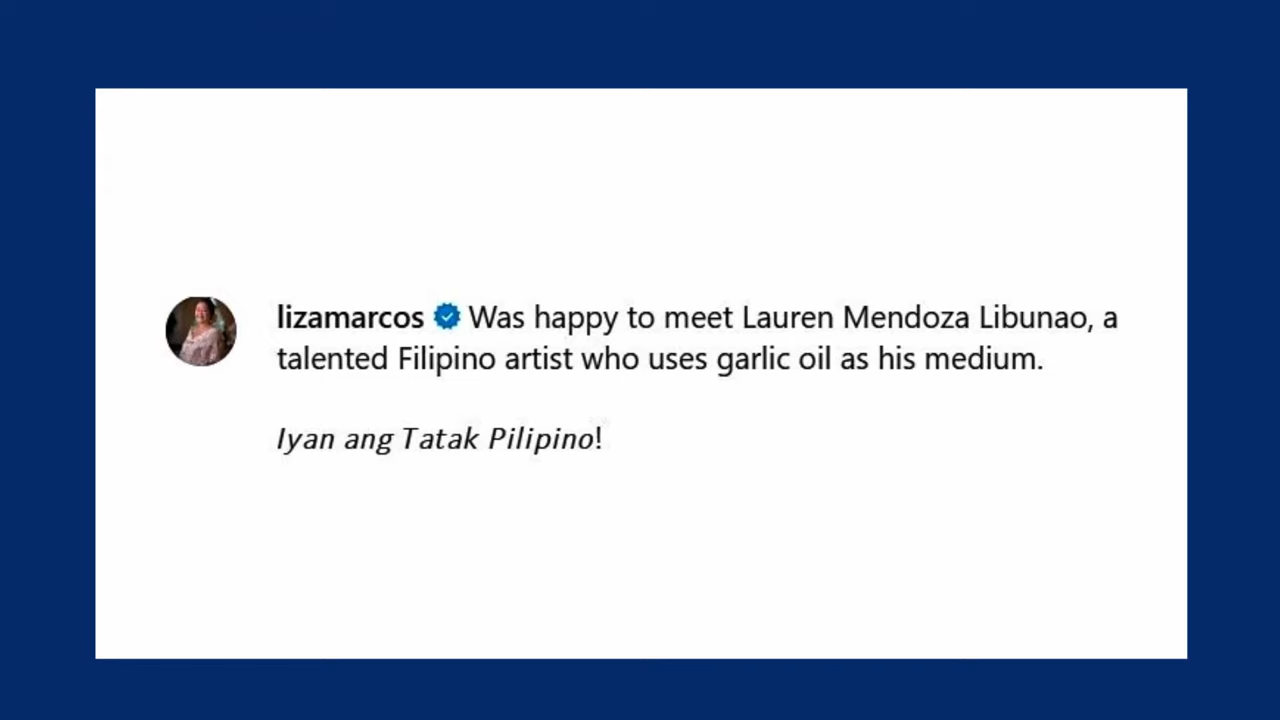 lizamarcos Was happy to meet Lauren Mendoza Libunao, a
talented Filipino artist who uses garlic oil as his medium.
Iyan ang Tatak Pilipino!